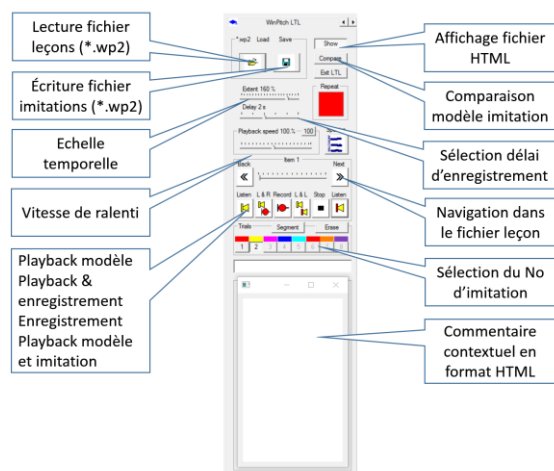 Lecture fichier
leçons (*.wp2)
Écriture fichier
imitations (*.wp2)
Echelle
temporelle
Vitesse de ralenti
Playback modèle
Playback &
enregistrement
Enregistrement
Playback modèle
et imitation
WinPitch LTL
*.wp2 Load Save
Show
Compare
Exit LTL
Extent 160 %
Repeat
Delay 2 s
Playback speed 100 % 100
Item 1
Back Next
Listen L & R Record L & L Stop Listen
Trials Segment Erase
1 2 3 4 5 6 7 8
Affichage fichier
HTML
Comparaison
modèle imitation
Sélection délai
d'enregistrement
Navigation dans
le fichier leçon
Sélection du No
d'imitation
Commentaire
contextuel en
format HTML